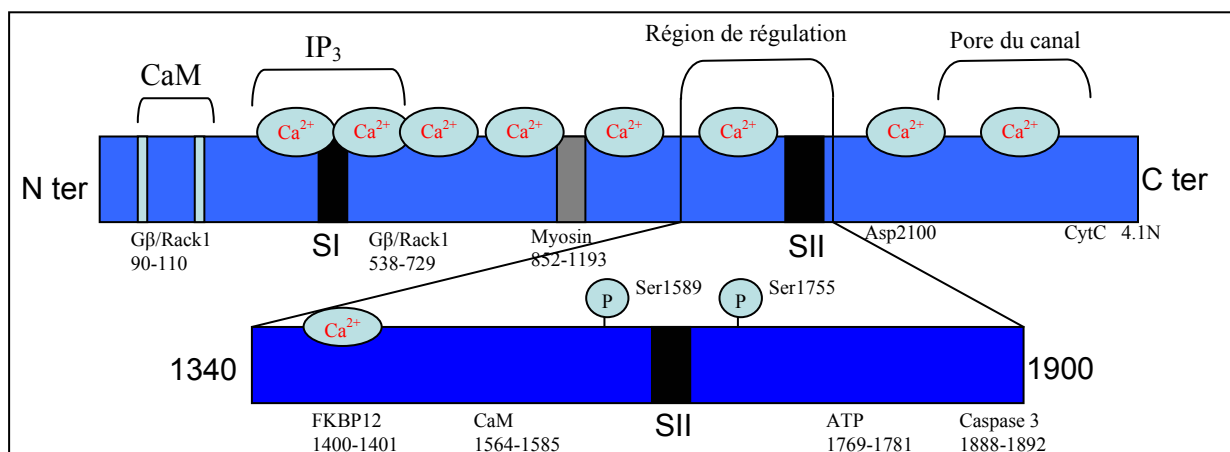 Région de régulation
Pore du canal
IP3
CaM
Ca2+ Ca2+ Ca2+ Ca2+ Ca2+ Ca2+ Ca2+ Ca2+
N ter
C ter
Gβ/Rack1
90-110
SI
Gβ/Rack1
538-729
Myosin
852-1193
SII
Asp2100
CytC 4.1N
P
Ser1589
P
Ser1755
Ca2+
1340
1900
FKBP12
1400-1401
CaM
1564-1585
SII
ATP
1769-1781
Caspase 3
1888-1892